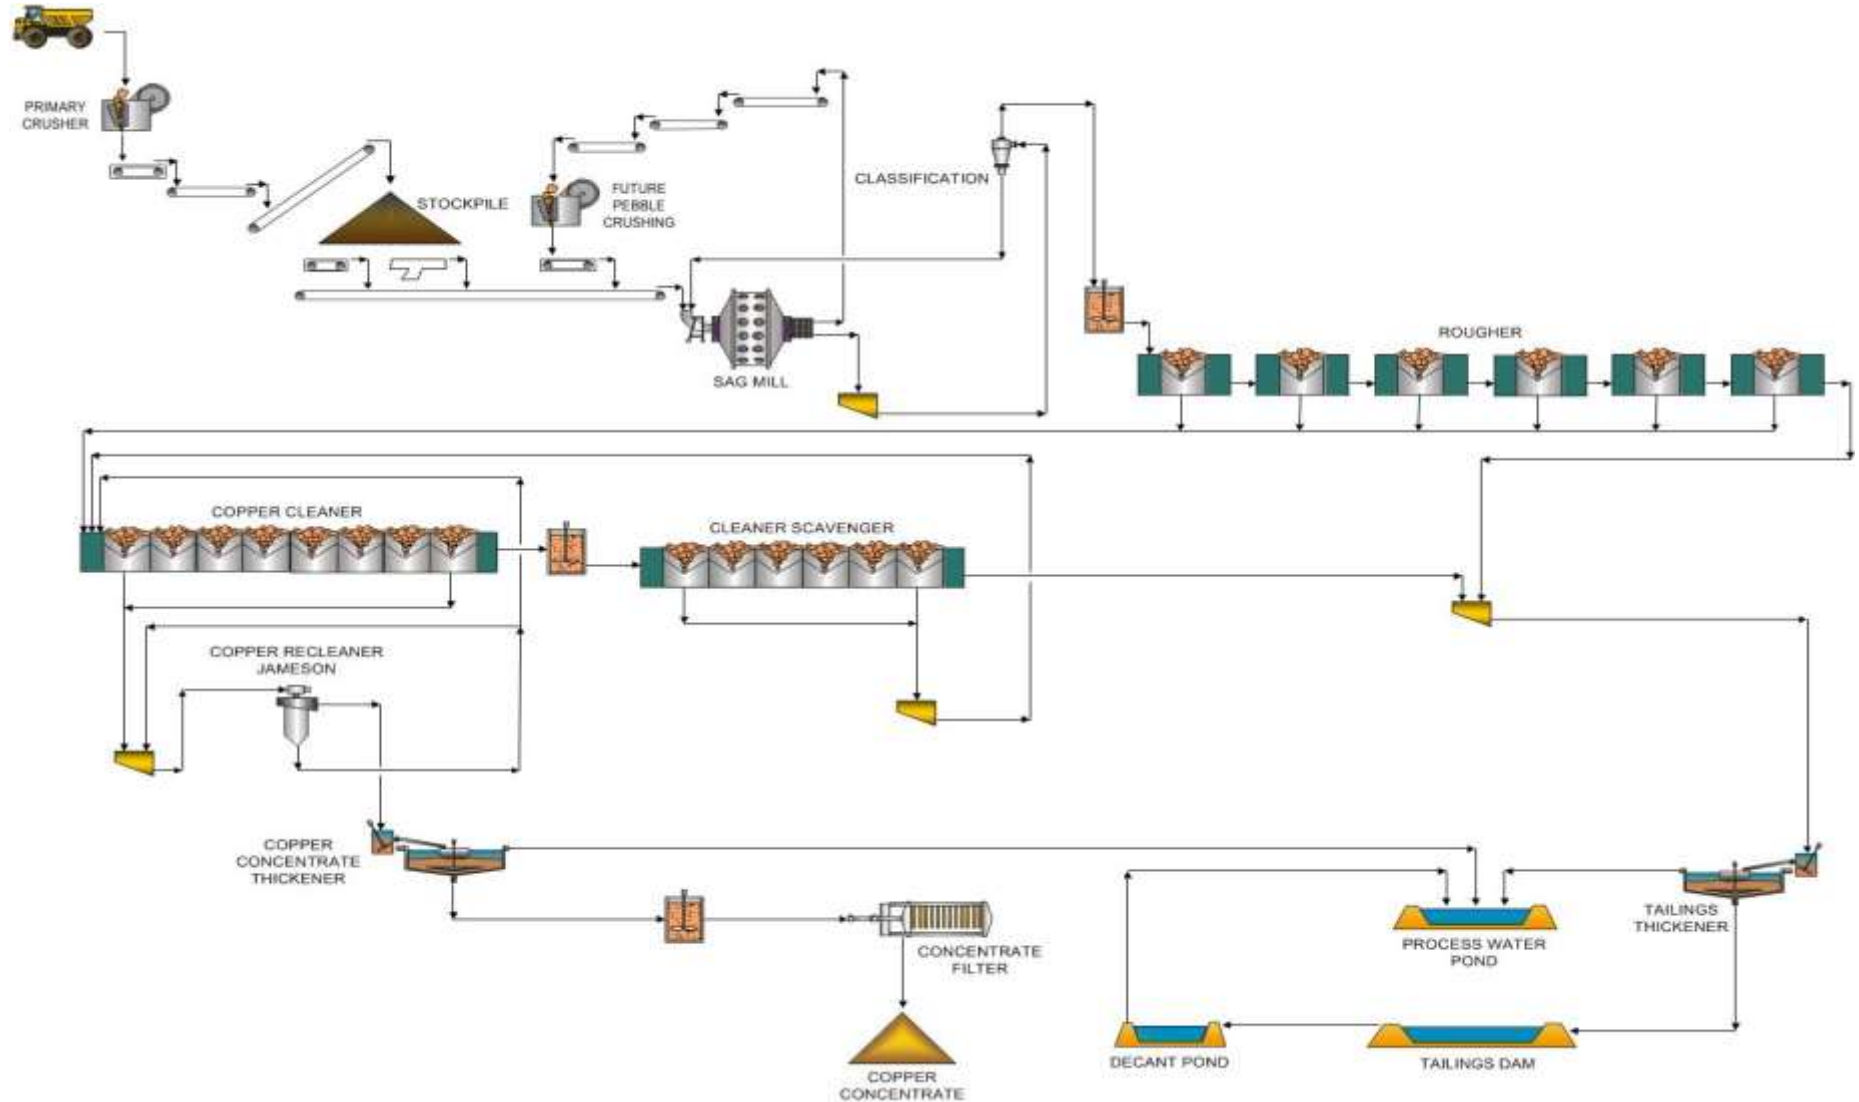 PRIMARY
CRUSHER
STOCKPILE
FUTURE
PEBBLE
CRUSHING
CLASSIFICATION
SAG MILL
ROUGHER
COPPER CLEANER
CLEANER SCAVENGER
COPPER RECLEANER
JAMESON
COPPER
CONCENTRATE
THICKENER
CONCENTRATE
FILTER
COPPER
CONCENTRATE
PROCESS WATER
POND
TAILINGS
THICKENER
DECANT POND
TAILINGS DAM